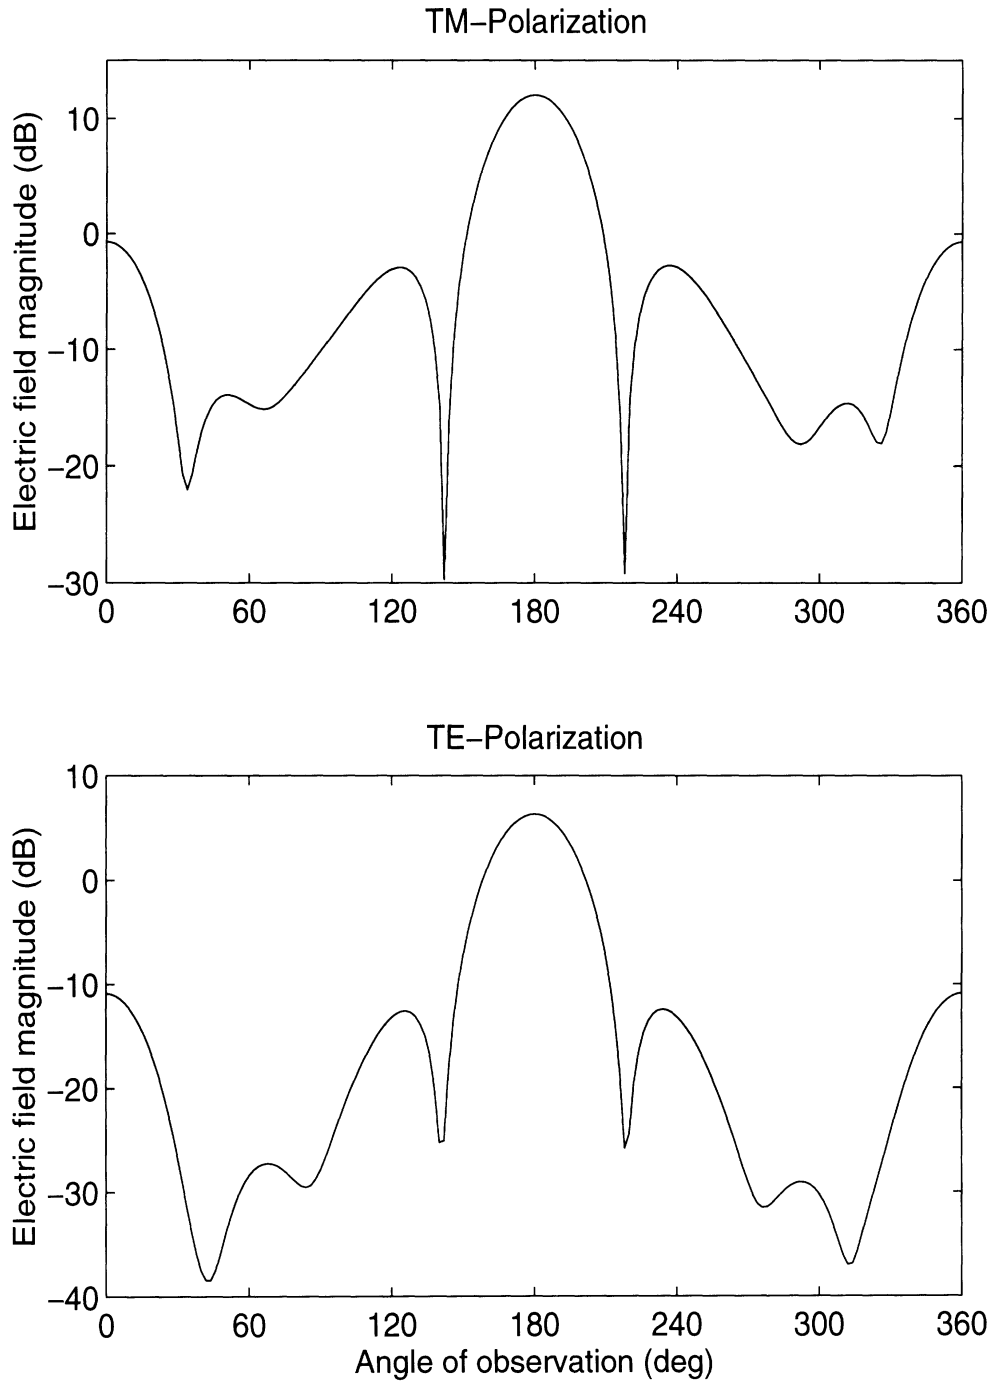 TM−Polarization
Electric field magnitude (dB)
10
0
−10
−20
−30
0 60 120 180 240 300 360
TE−Polarization
Electric field magnitude (dB)
10
0
−10
−20
−30
−40
0 60 120 180 240 300 360
Angle of observation (deg)